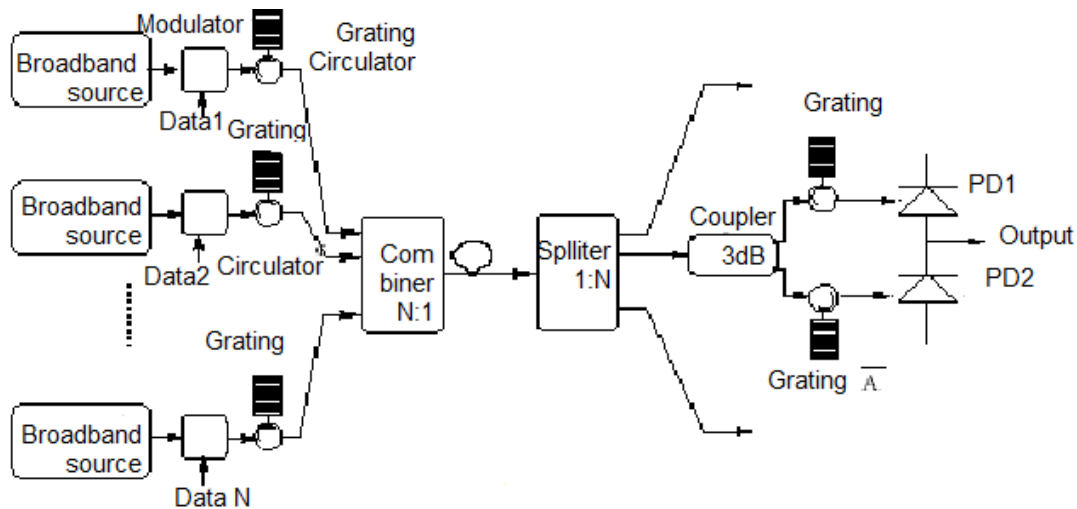 Modulator
Grating
Circulator
Broadband
source
Data1
Grating
Grating
Broadband
source
Data2
Circulator
Com
biner
N:1
Splliter
1:N
Coupler
3dB
PD1
Output
PD2
Grating
Grating A̅
Broadband
source
Data N